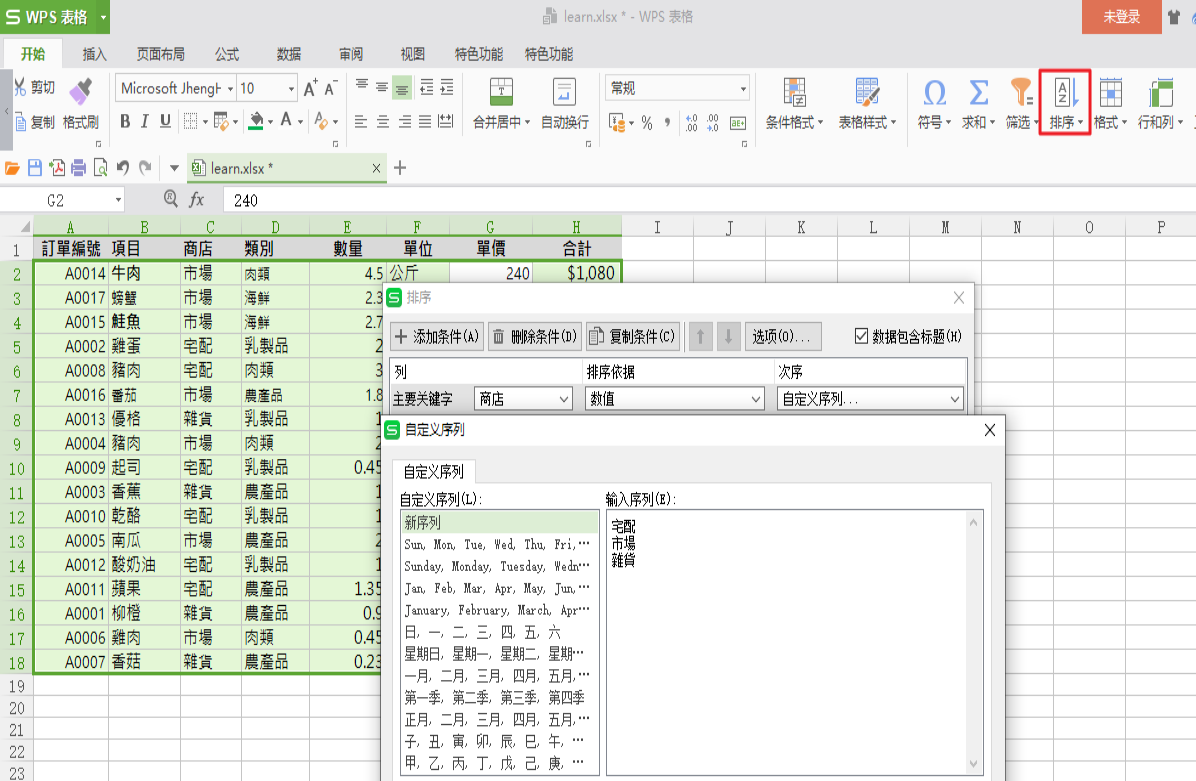 WPS 表格
learn.xlsx * - WPS 表格
未登录
开始 插入 页面布局 公式 数据 审阅 视图 特色功能 特色功能
剪切 复制 格式刷 Microsoft JhengH 10 B I U A 合并居中 自动换行 常规 % 条件格式 表格样式 符号 求和 筛选 排序 格式 行和列
learn.xlsx *
G2 fx 240
A B C D E F G H I J K L M N O P
1 訂單編號 項目 商店 類別 數量 單位 單價 合計
2 A0014 牛肉 市場 肉類 4.5 公斤 240 $1,080
3 A0017 螃蟹 市場 海鮮 2.3
4 A0015 鮭魚 市場 海鮮 2.7
5 A0002 雞蛋 宅配 乳製品 2
6 A0008 豬肉 宅配 肉類 3
7 A0016 番茄 市場 農產品 1.8
8 A0013 優格 雜貨 乳製品 1
9 A0004 豬肉 市場 肉類 2
10 A0009 起司 宅配 乳製品 0.45
11 A0003 香蕉 雜貨 農產品 1
12 A0010 乾酪 宅配 乳製品 1
13 A0005 南瓜 市場 農產品 2
14 A0012 酸奶油 宅配 乳製品 1
15 A0011 蘋果 宅配 農產品 1.35
16 A0001 柳橙 雜貨 農產品 0.9
17 A0006 雞肉 市場 肉類 0.45
18 A0007 香菇 雜貨 農產品 0.23
19
20
21
22
23
排序
添加条件(A) 删除条件(D) 复制条件(C) 选项(O)... 数据包含标题(H)
列 排序依据 次序
主要关键字 商店 数值 自定义序列...
自定义序列
自定义序列
自定义序列(L): 输入序列(E):
新序列
Sun, Mon, Tue, Wed, Thu, Fri,…
Sunday, Monday, Tuesday, Wedn…
Jan, Feb, Mar, Apr, May, Jun,…
January, February, March, Apr…
日, 一, 二, 三, 四, 五, 六
星期日, 星期一, 星期二, 星期…
一月, 二月, 三月, 四月, 五月,…
第一季, 第二季, 第三季, 第四季
正月, 二月, 三月, 四月, 五月,…
子, 丑, 寅, 卯, 辰, 巳, 午, …
甲, 乙, 丙, 丁, 戊, 己, 庚, …
宅配
市場
雜貨